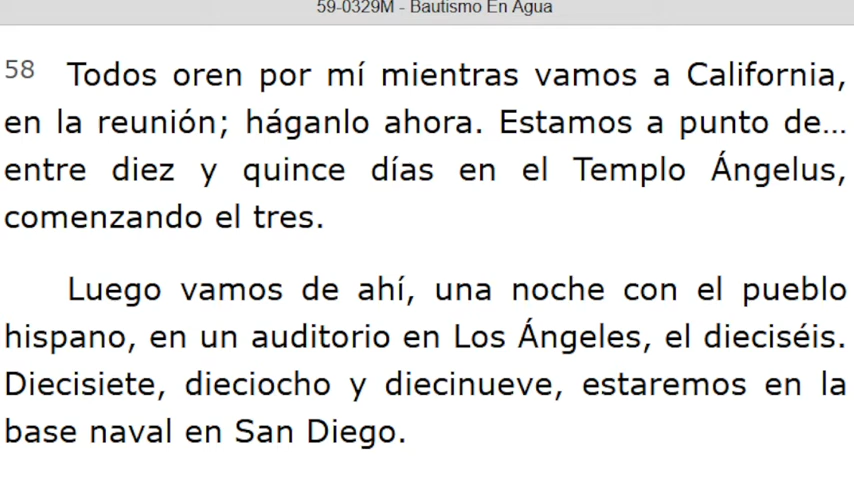 59-0329M - Bautismo En Agua
58 Todos oren por mí mientras vamos a California,
en la reunión; háganlo ahora. Estamos a punto de...
entre diez y quince días en el Templo Ángelus,
comenzando el tres.
Luego vamos de ahí, una noche con el pueblo
hispano, en un auditorio en Los Ángeles, el dieciséis.
Diecisiete, dieciocho y diecinueve, estaremos en la
base naval en San Diego.